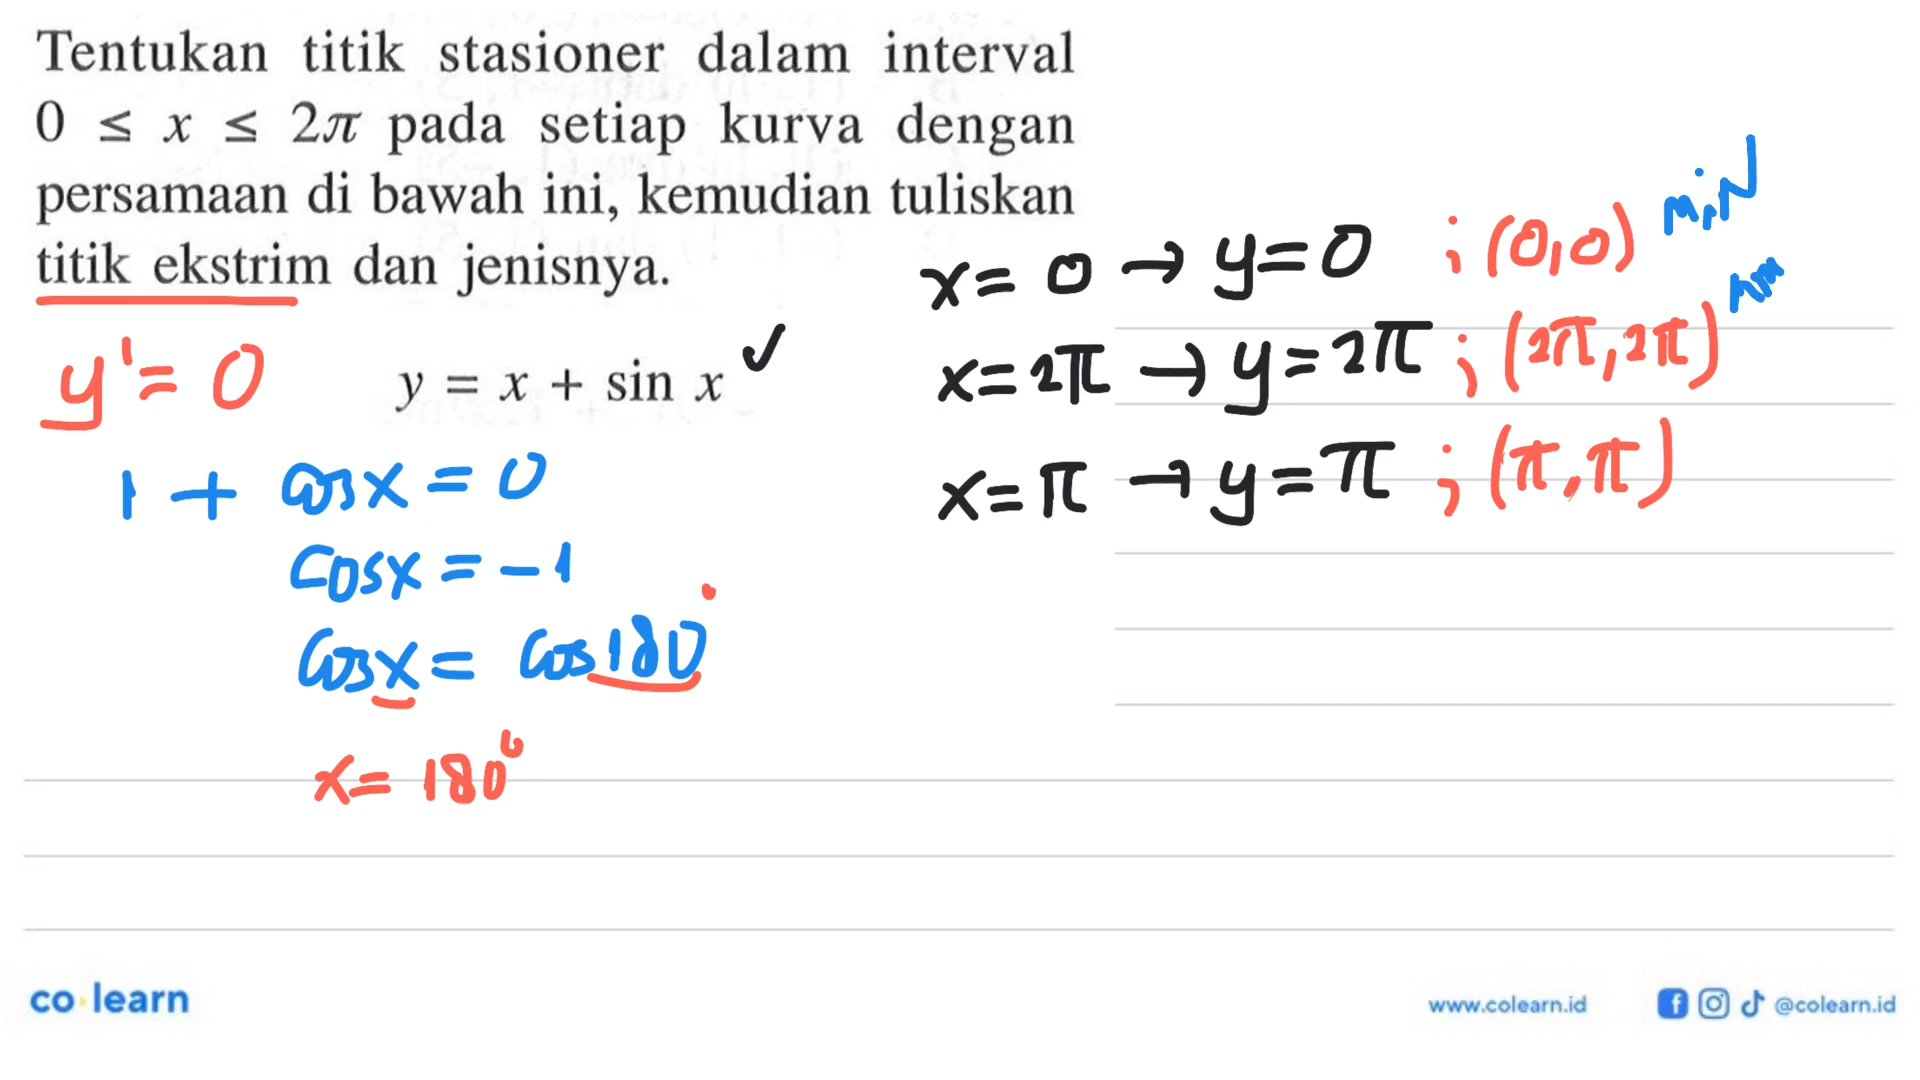 Tentukan titik stasioner dalam interval
0 ≤ x ≤ 2π pada setiap kurva dengan
persamaan di bawah ini, kemudian tuliskan
titik ekstrim dan jenisnya.
y' = 0
y = x + sin x ✓
1 + cos x = 0
cos x = -1
cos x = cos 180°
x = 180°
x = 0 → y = 0 ; (0,0) min
x = 2π → y = 2π ; (2π, 2π)
x = π → y = π ; (π, π)
co learn
www.colearn.id
@colearn.id